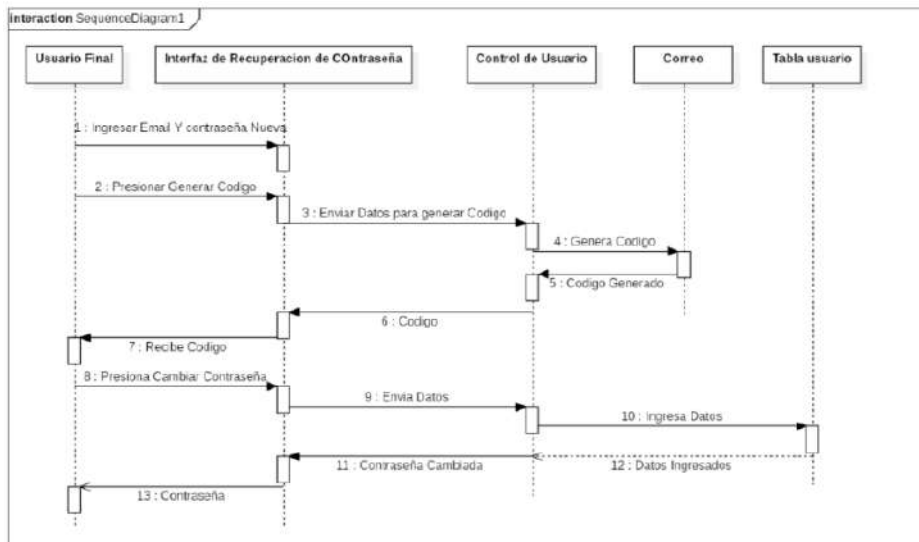 interaction SequenceDiagram1
Usuario Final
Interfaz de Recuperacion de COntraseña
Control de Usuario
Correo
Tabla usuario
1 : Ingresar Email Y contraseña Nueva
2 : Presionar Generar Codigo
3 : Enviar Datos para generar Codigo
4 : Genera Codigo
5 : Codigo Generado
6 : Codigo
7 : Recibe Codigo
8 : Presiona Cambiar Contraseña
9 : Envia Datos
10 : Ingresa Datos
11 : Contraseña Cambiada
12 : Datos Ingresados
13 : Contraseña